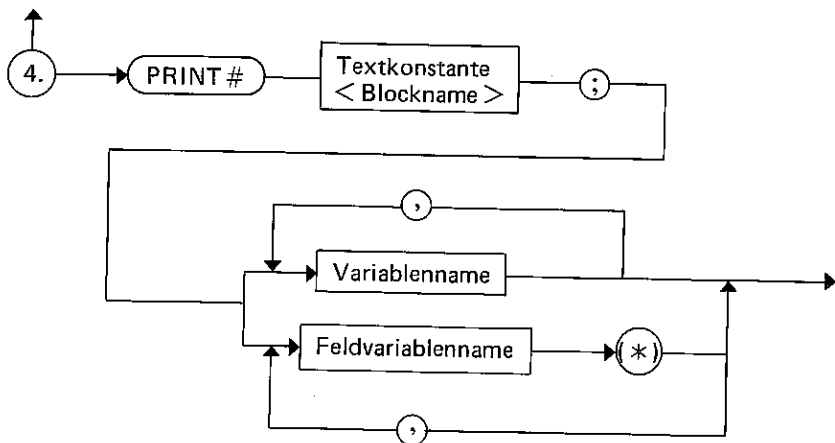 4.
PRINT #
Textkonstante
< Blockname >
;
,
Variablenname
Feldvariablenname
(*)
,